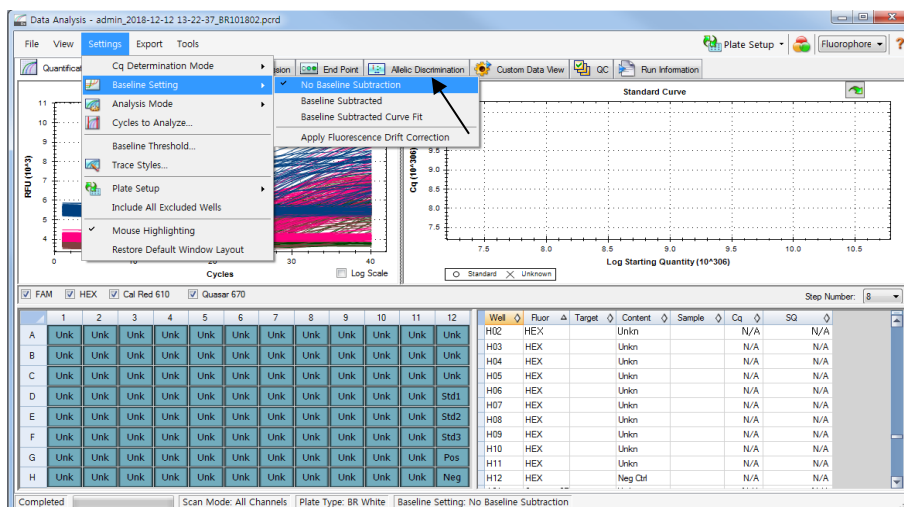 Data Analysis - admin_2018-12-12 13-22-37_BR101802.pcrd
File View Settings Export Tools
Plate Setup
Fluorophore
?
Quantificat
ision
End Point
Allelic Discrimination
Custom Data View
QC
Run Information
Cq Determination Mode
Baseline Setting
Analysis Mode
Cycles to Analyze...
Baseline Threshold...
Trace Styles...
Plate Setup
Include All Excluded Wells
Mouse Highlighting
Restore Default Window Layout
No Baseline Subtraction
Baseline Subtracted
Baseline Subtracted Curve Fit
Apply Fluorescence Drift Correction
RFU (10^3)
11
10
9
8
7
6
5
4
0 10 20 30 40
Cycles
Log Scale
Standard Curve
Cq (10^306)
9.5
9.0
8.5
8.0
7.5
7.5 8.0 8.5 9.0 9.5 10.0 10.5
Log Starting Quantity (10^306)
Standard Unknown
FAM HEX Cal Red 610 Quasar 670
Step Number: 8
1 2 3 4 5 6 7 8 9 10 11 12
A Unk Unk Unk Unk Unk Unk Unk Unk Unk Unk Unk Unk
B Unk Unk Unk Unk Unk Unk Unk Unk Unk Unk Unk Unk
C Unk Unk Unk Unk Unk Unk Unk Unk Unk Unk Unk Unk
D Unk Unk Unk Unk Unk Unk Unk Unk Unk Unk Unk Std1
E Unk Unk Unk Unk Unk Unk Unk Unk Unk Unk Unk Std2
F Unk Unk Unk Unk Unk Unk Unk Unk Unk Unk Unk Std3
G Unk Unk Unk Unk Unk Unk Unk Unk Unk Unk Unk Pos
H Unk Unk Unk Unk Unk Unk Unk Unk Unk Unk Unk Neg
Well Fluor Target Content Sample Cq SQ
H02 HEX Unkn N/A N/A
H03 HEX Unkn N/A N/A
H04 HEX Unkn N/A N/A
H05 HEX Unkn N/A N/A
H06 HEX Unkn N/A N/A
H07 HEX Unkn N/A N/A
H08 HEX Unkn N/A N/A
H09 HEX Unkn N/A N/A
H10 HEX Unkn N/A N/A
H11 HEX Unkn N/A N/A
H12 HEX Neg Ctrl N/A N/A
Completed
Scan Mode: All Channels
Plate Type: BR White
Baseline Setting: No Baseline Subtraction